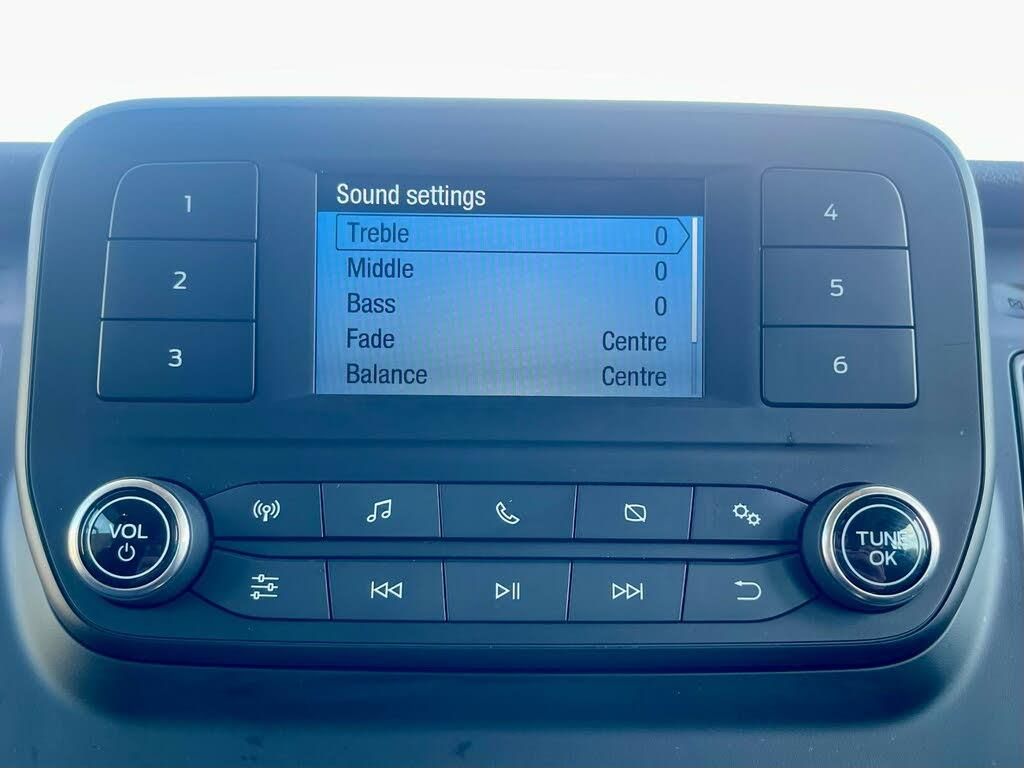 Sound settings
Treble 0
Middle 0
Bass 0
Fade Centre
Balance Centre
1
2
3
4
5
6
VOL
TUNE
OK